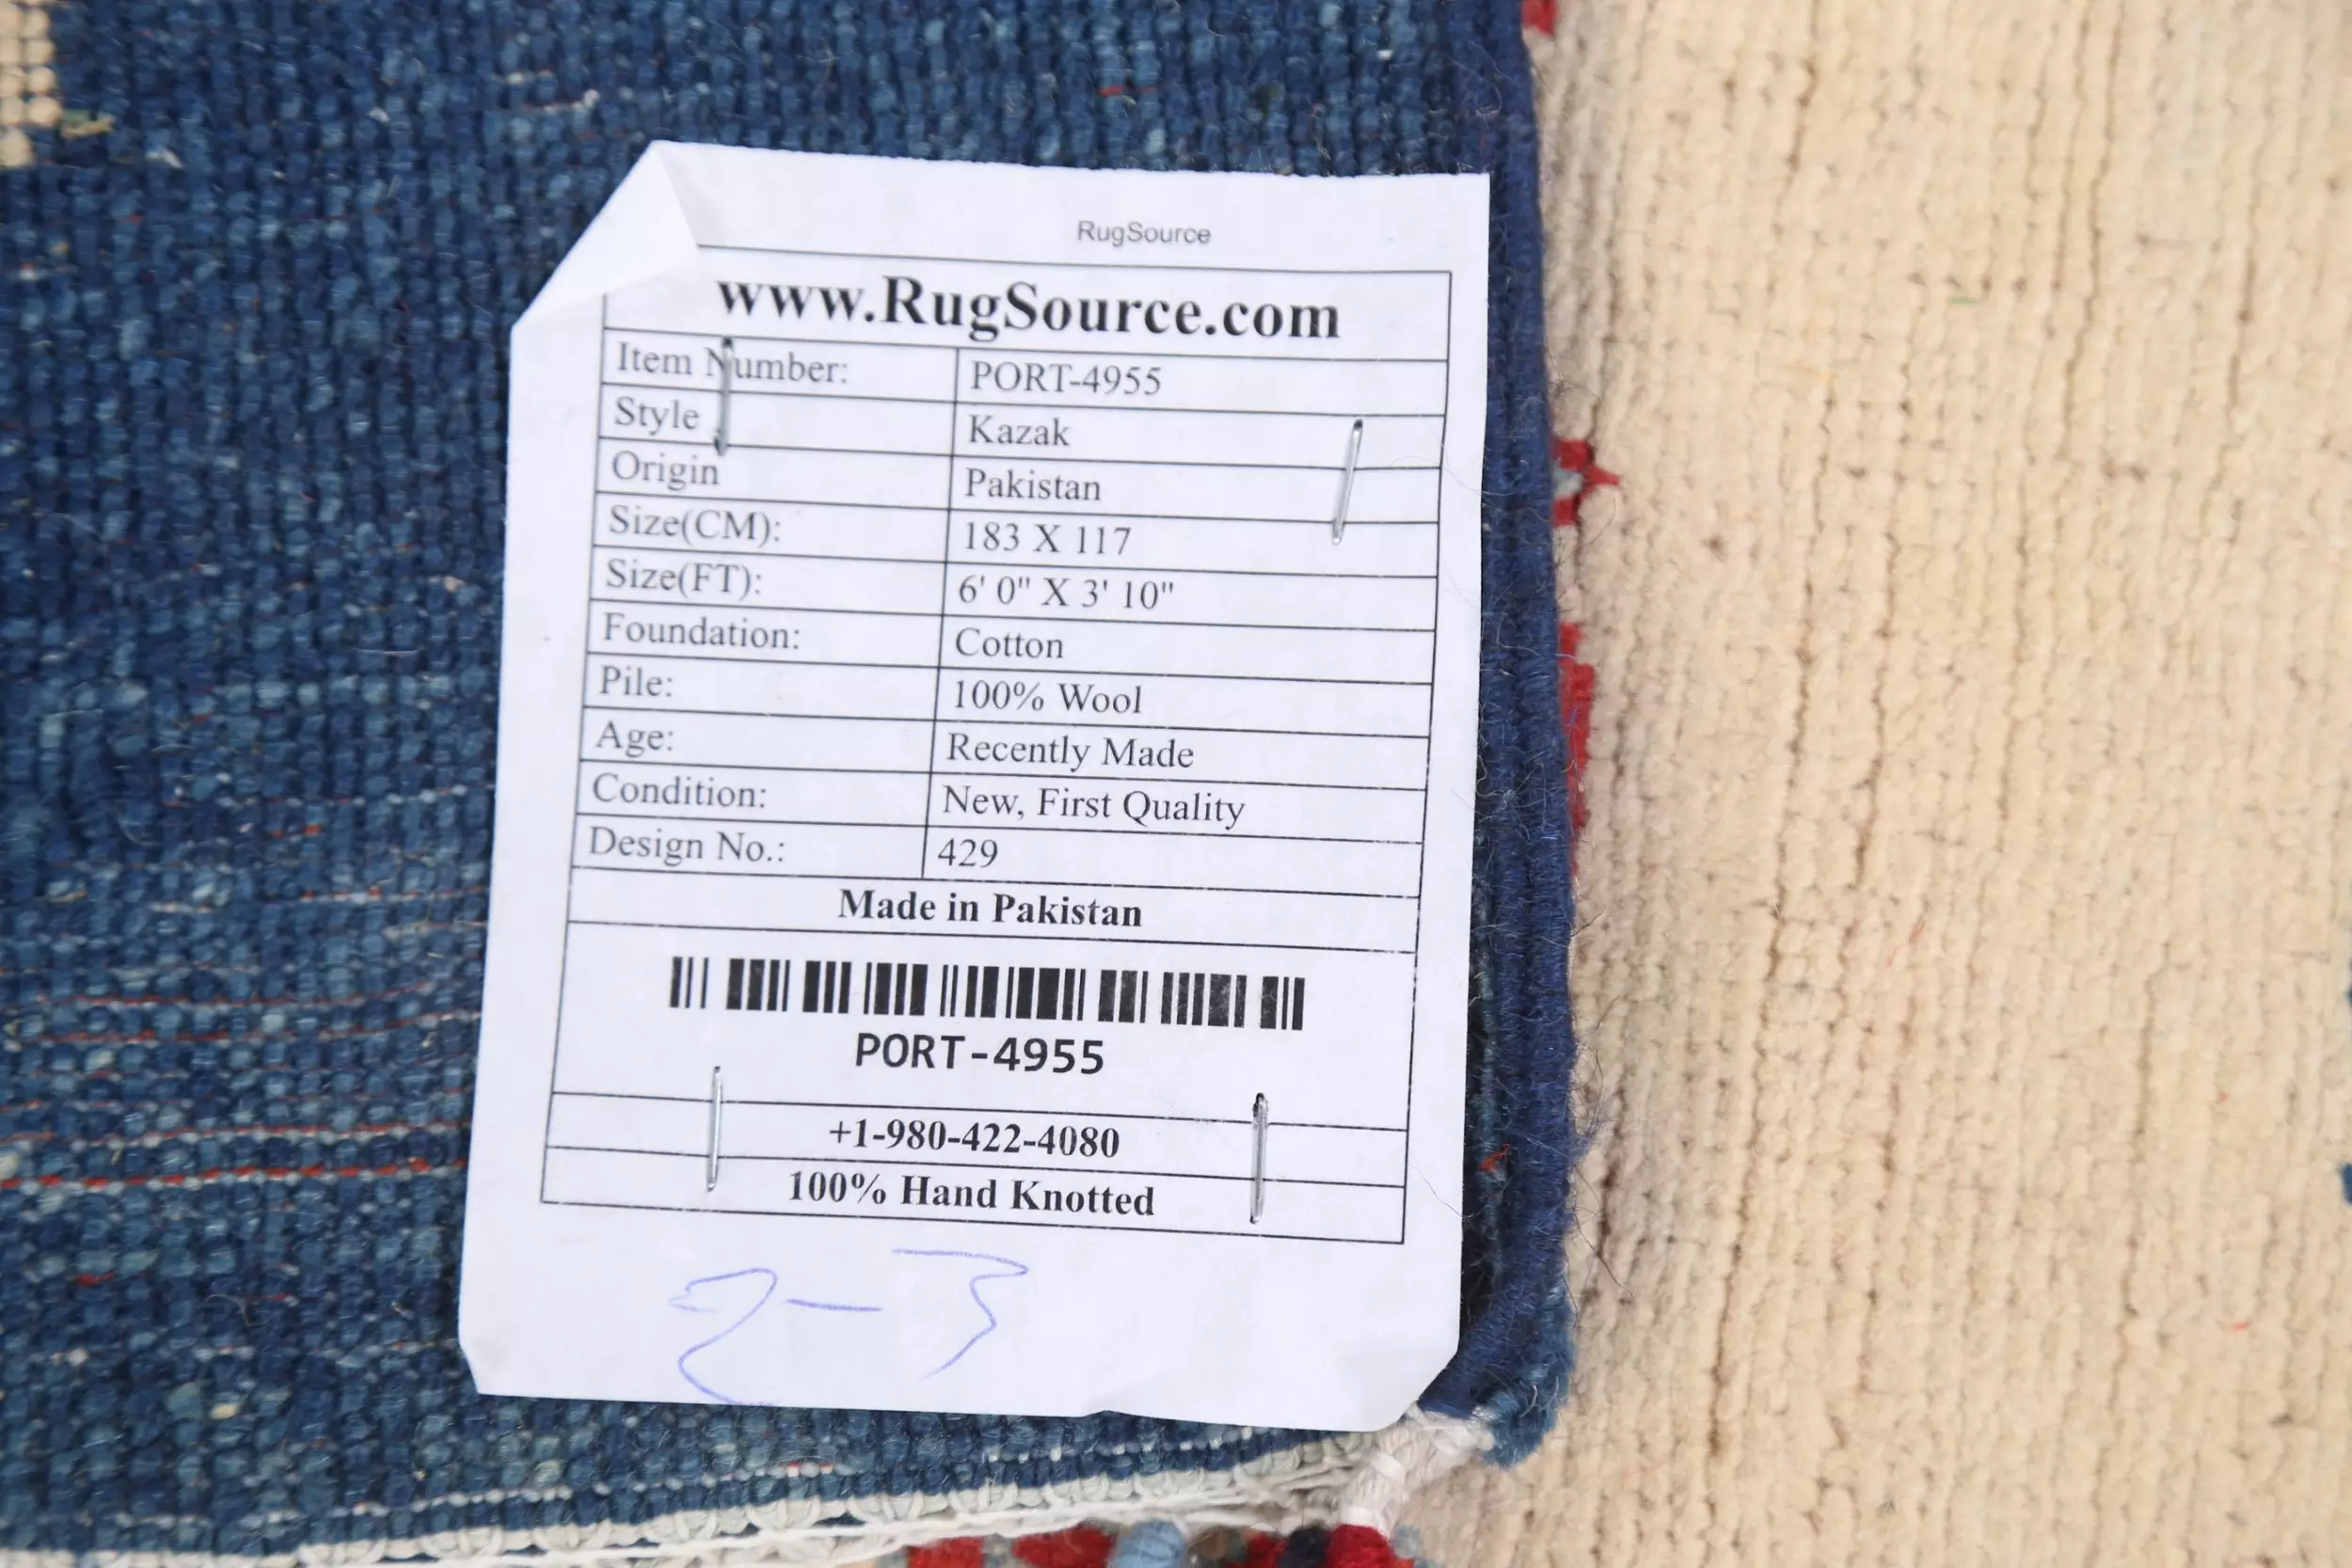 RugSource
www.RugSource.com
Item Number: PORT-4955
Style Kazak
Origin Pakistan
Size(CM): 183 X 117
Size(FT): 6' 0" X 3' 10"
Foundation: Cotton
Pile: 100% Wool
Age: Recently Made
Condition: New, First Quality
Design No.: 429
Made in Pakistan
PORT-4955
+1-980-422-4080
100% Hand Knotted